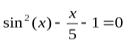 sin²(x) - x/5 - 1 = 0